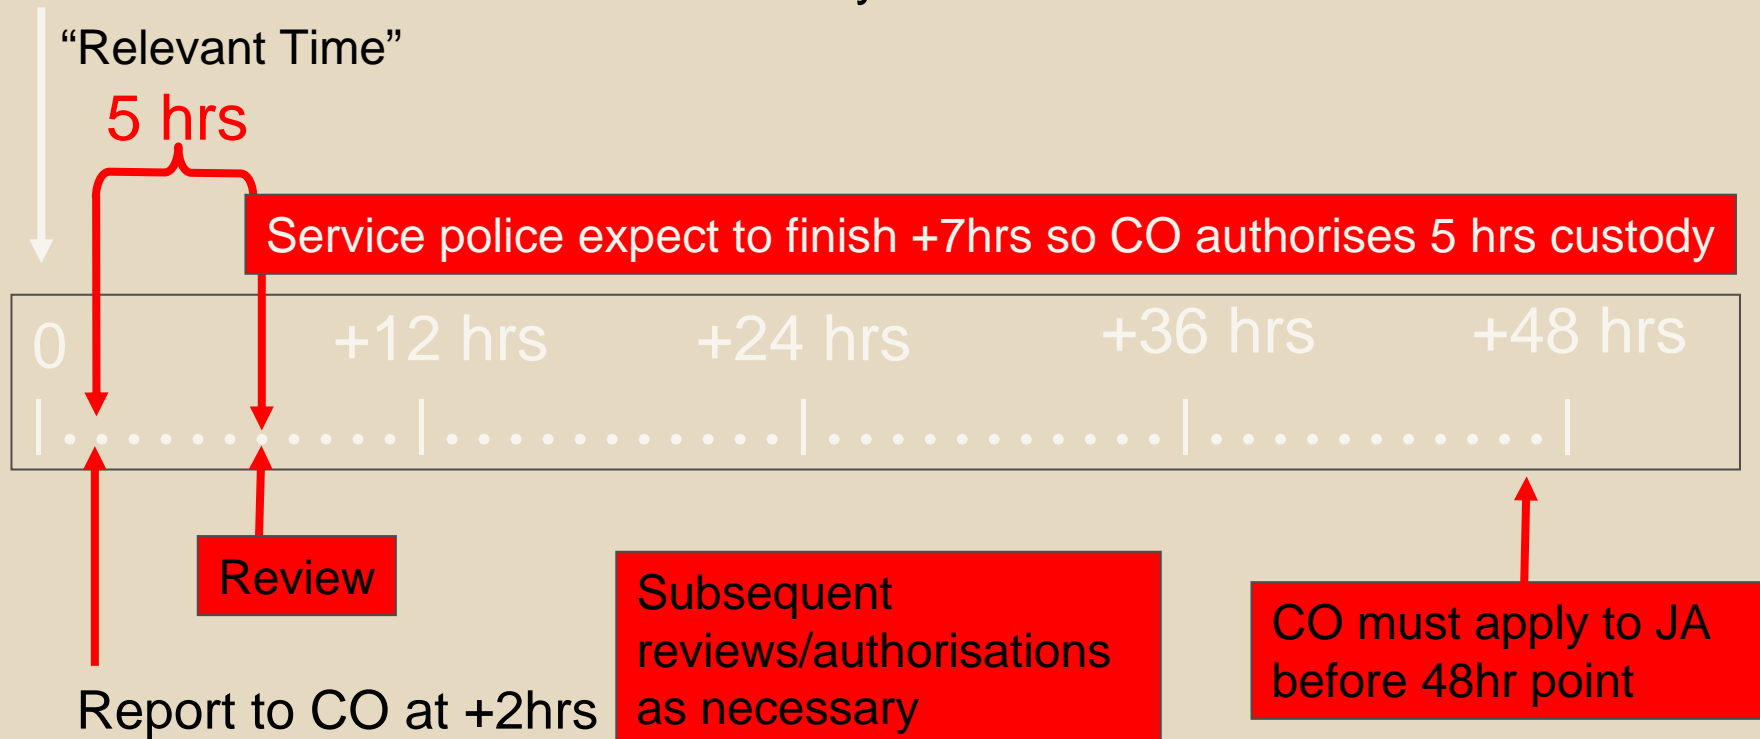 “Relevant Time”
5 hrs
Service police expect to finish +7hrs so CO authorises 5 hrs custody
0 +12 hrs +24 hrs +36 hrs +48 hrs
Review
Report to CO at +2hrs
Subsequent
reviews/authorisations
as necessary
CO must apply to JA
before 48hr point